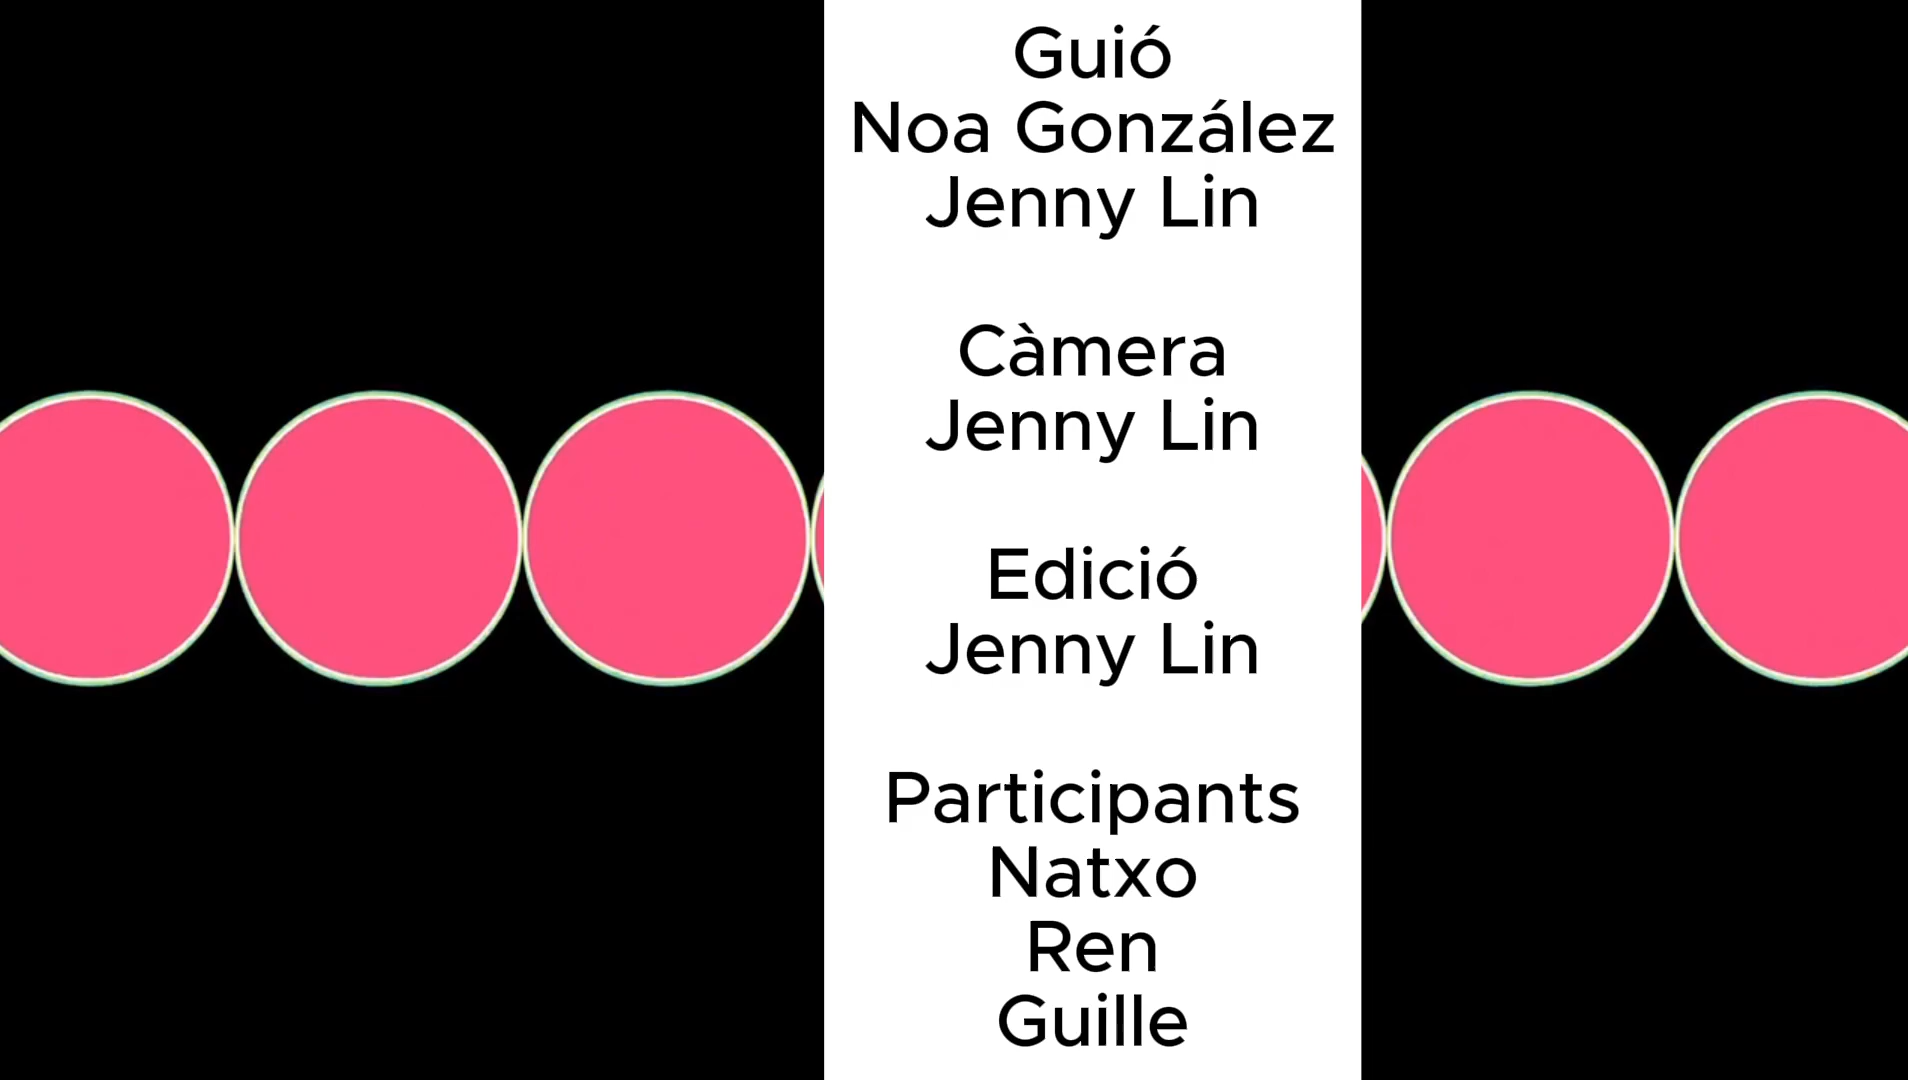 Guió
Noa González
Jenny Lin
Càmera
Jenny Lin
Edició
Jenny Lin
Participants
Natxo
Ren
Guille